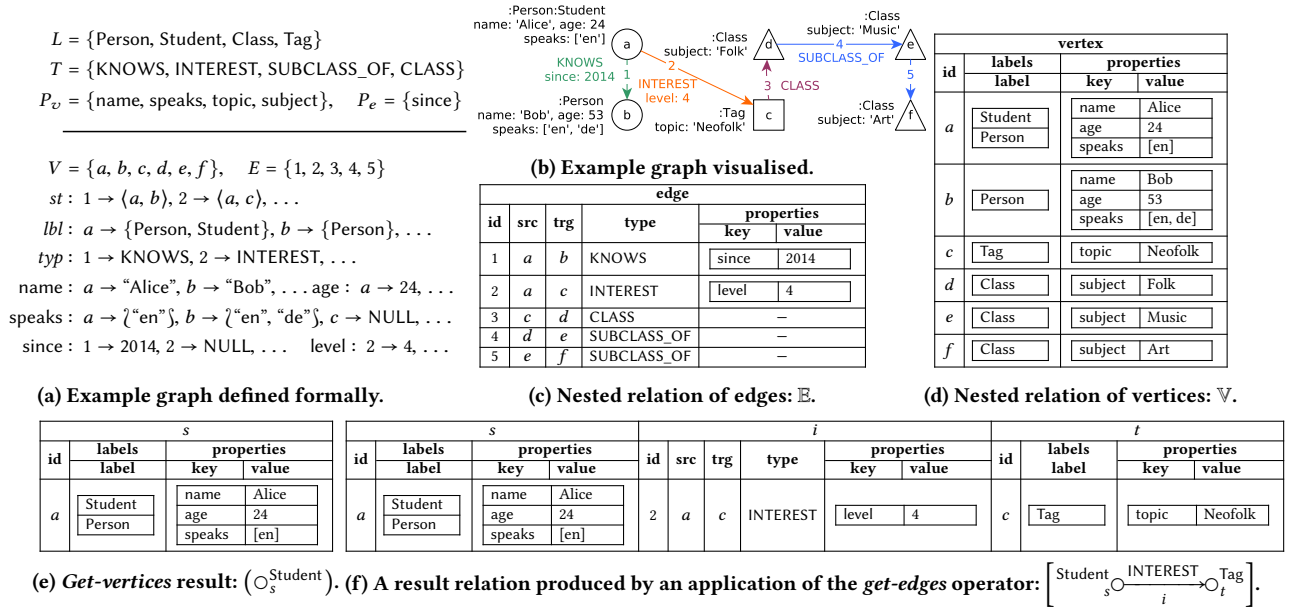 L = {Person, Student, Class, Tag}
T = {KNOWS, INTEREST, SUBCLASS_OF, CLASS}
P_v = {name, speaks, topic, subject}, P_e = {since}
V = {a, b, c, d, e, f}, E = {1, 2, 3, 4, 5}
st : 1 → ⟨a, b⟩, 2 → ⟨a, c⟩, . . .
lbl : a → {Person, Student}, b → {Person}, . . .
typ : 1 → KNOWS, 2 → INTEREST, . . .
name : a → “Alice”, b → “Bob”, . . . age : a → 24, . . .
speaks : a → ⟅“en”⟆, b → ⟅“en”, “de”⟆, c → NULL, . . .
since : 1 → 2014, 2 → NULL, . . . level : 2 → 4, . . .
(a) Example graph defined formally.
:Person:Student
name: 'Alice', age: 24
speaks: ['en']
a
KNOWS
since: 2014
1
2
INTEREST
level: 4
:Person
name: 'Bob', age: 53
speaks: ['en', 'de']
b
:Tag
topic: 'Neofolk'
c
3
CLASS
:Class
subject: 'Folk'
d
4
SUBCLASS_OF
:Class
subject: 'Music'
e
5
:Class
subject: 'Art'
f
(b) Example graph visualised.
edge
id src trg type properties
key value
1 a b KNOWS since 2014
2 a c INTEREST level 4
3 c d CLASS –
4 d e SUBCLASS_OF –
5 e f SUBCLASS_OF –
(c) Nested relation of edges: 𝔼.
vertex
id labels properties
label key value
a Student Person name Alice
age 24
speaks [en]
b Person name Bob
age 53
speaks [en, de]
c Tag topic Neofolk
d Class subject Folk
e Class subject Music
f Class subject Art
(d) Nested relation of vertices: 𝕍.
s
id labels properties
label key value
a Student Person name Alice
age 24
speaks [en]
(e) Get-vertices result: (○_s^Student).
s i t
id labels properties id src trg type properties id labels properties
label key value key value label key value
a Student Person name Alice 2 a c INTEREST level 4 c Tag topic Neofolk
age 24
speaks [en]
(f) A result relation produced by an application of the get-edges operator: [Student s ○ INTEREST i → ○ Tag t].